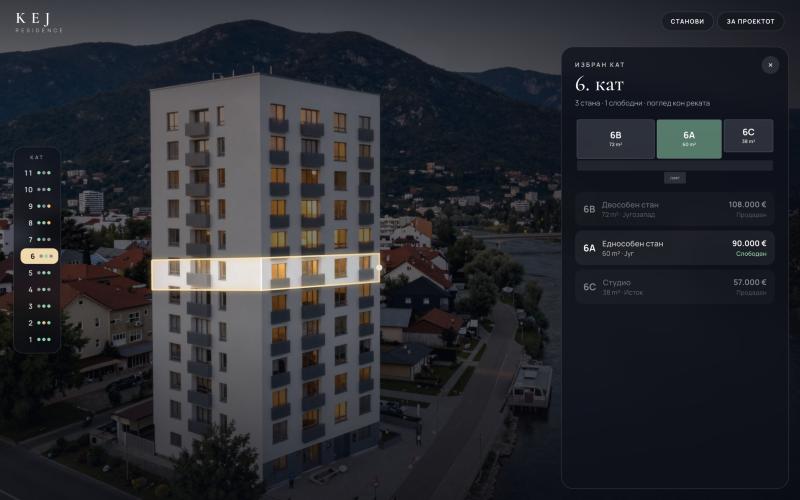 KEJ
RESIDENCE
СТАНОВИ
ЗА ПРОЕКТОТ
КАТ
11
10
9
8
7
6
5
4
3
2
1
ИЗБРАН КАТ
×
6. кат
3 стана · 1 слободни · поглед кон реката
6B
72 m²
6A
60 m²
6C
38 m²
6B Двособен стан 108.000 €
72 m² · Југозапад Продаден
6A Еднособен стан 90.000 €
60 m² · Југ Слободен
6C Студио 57.000 €
38 m² · Исток Продаден